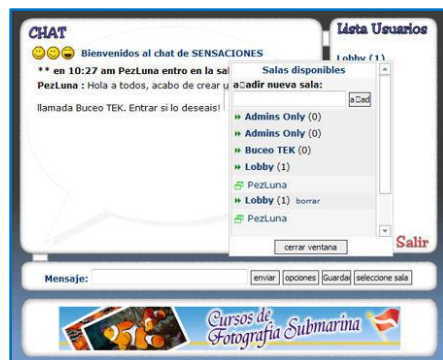 CHAT
Lista Usuarios
Bienvenidos al chat de SENSACIONES
Lobby (1)
** en 10:27 am PezLuna entro en la sal
PezLuna : Hola a todos, acabo de crear u
llamada Buceo TEK. Entrar si lo deseais!
Salas disponibles
a□adir nueva sala:
a□ad
» Admins Only (0)
» Admins Only (0)
» Buceo TEK (0)
» Lobby (1)
PezLuna
» Lobby (1) borrar
PezLuna
cerrar ventana
Salir
Mensaje:
enviar opciones Guardar seleccione sala
Cursos de
Fotografía Submarina